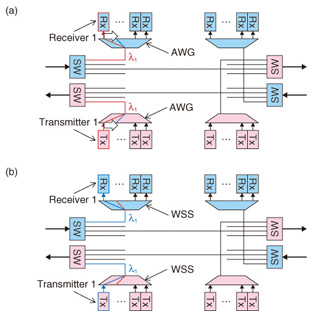 (a)
Rx ... Rx Rx Rx Rx ... Rx
Receiver 1
AWG
λ1
SW SW
SW SW
λ1
AWG
Transmitter 1
Tx ... Tx Tx Tx Tx ... Tx
(b)
Rx ... Rx Rx Rx Rx ... Rx
Receiver 1
WSS
λ1
SW SW
SW SW
λ1
WSS
Transmitter 1
Tx ... Tx Tx Tx Tx ... Tx